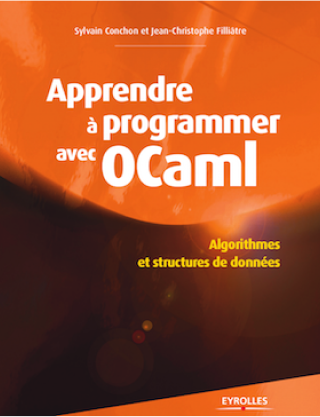 Sylvain Conchon et Jean-Christophe Filliâtre
Apprendre
à programmer
avec OCaml
Algorithmes
et structures de données
EYROLLES